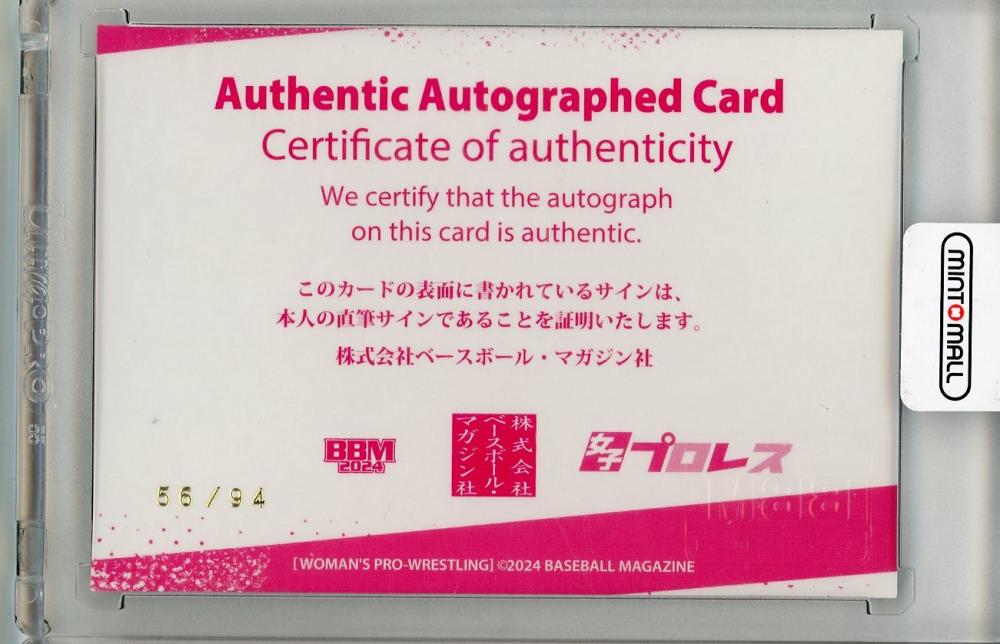 Authentic Autographed Card
Certificate of authenticity
We certify that the autograph
on this card is authentic.
このカードの表面に書かれているサインは、
本人の直筆サインであることを証明いたします。
株式会社ベースボール・マガジン社
BBM
2024
株式会社
ベースボール・
マガジン社
女子プロレス
56/94
[WOMAN'S PRO-WRESTLING] ©2024 BASEBALL MAGAZINE
MINTOMALL